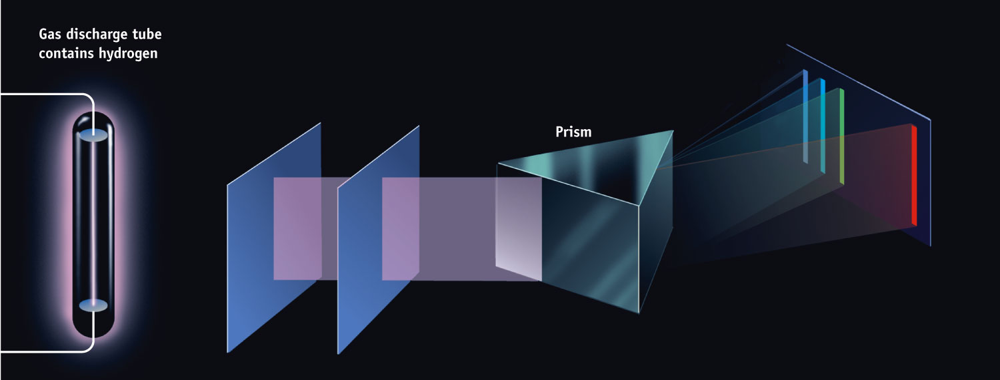 Gas discharge tube
contains hydrogen
Prism